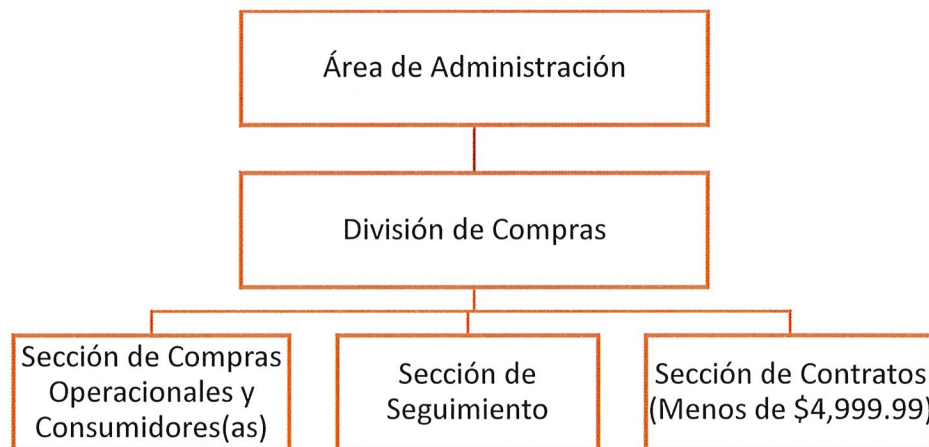 Área de Administración
División de Compras
Sección de Compras
Operacionales y
Consumidores(as)
Sección de
Seguimiento
Sección de Contratos
(Menos de $4,999.99)